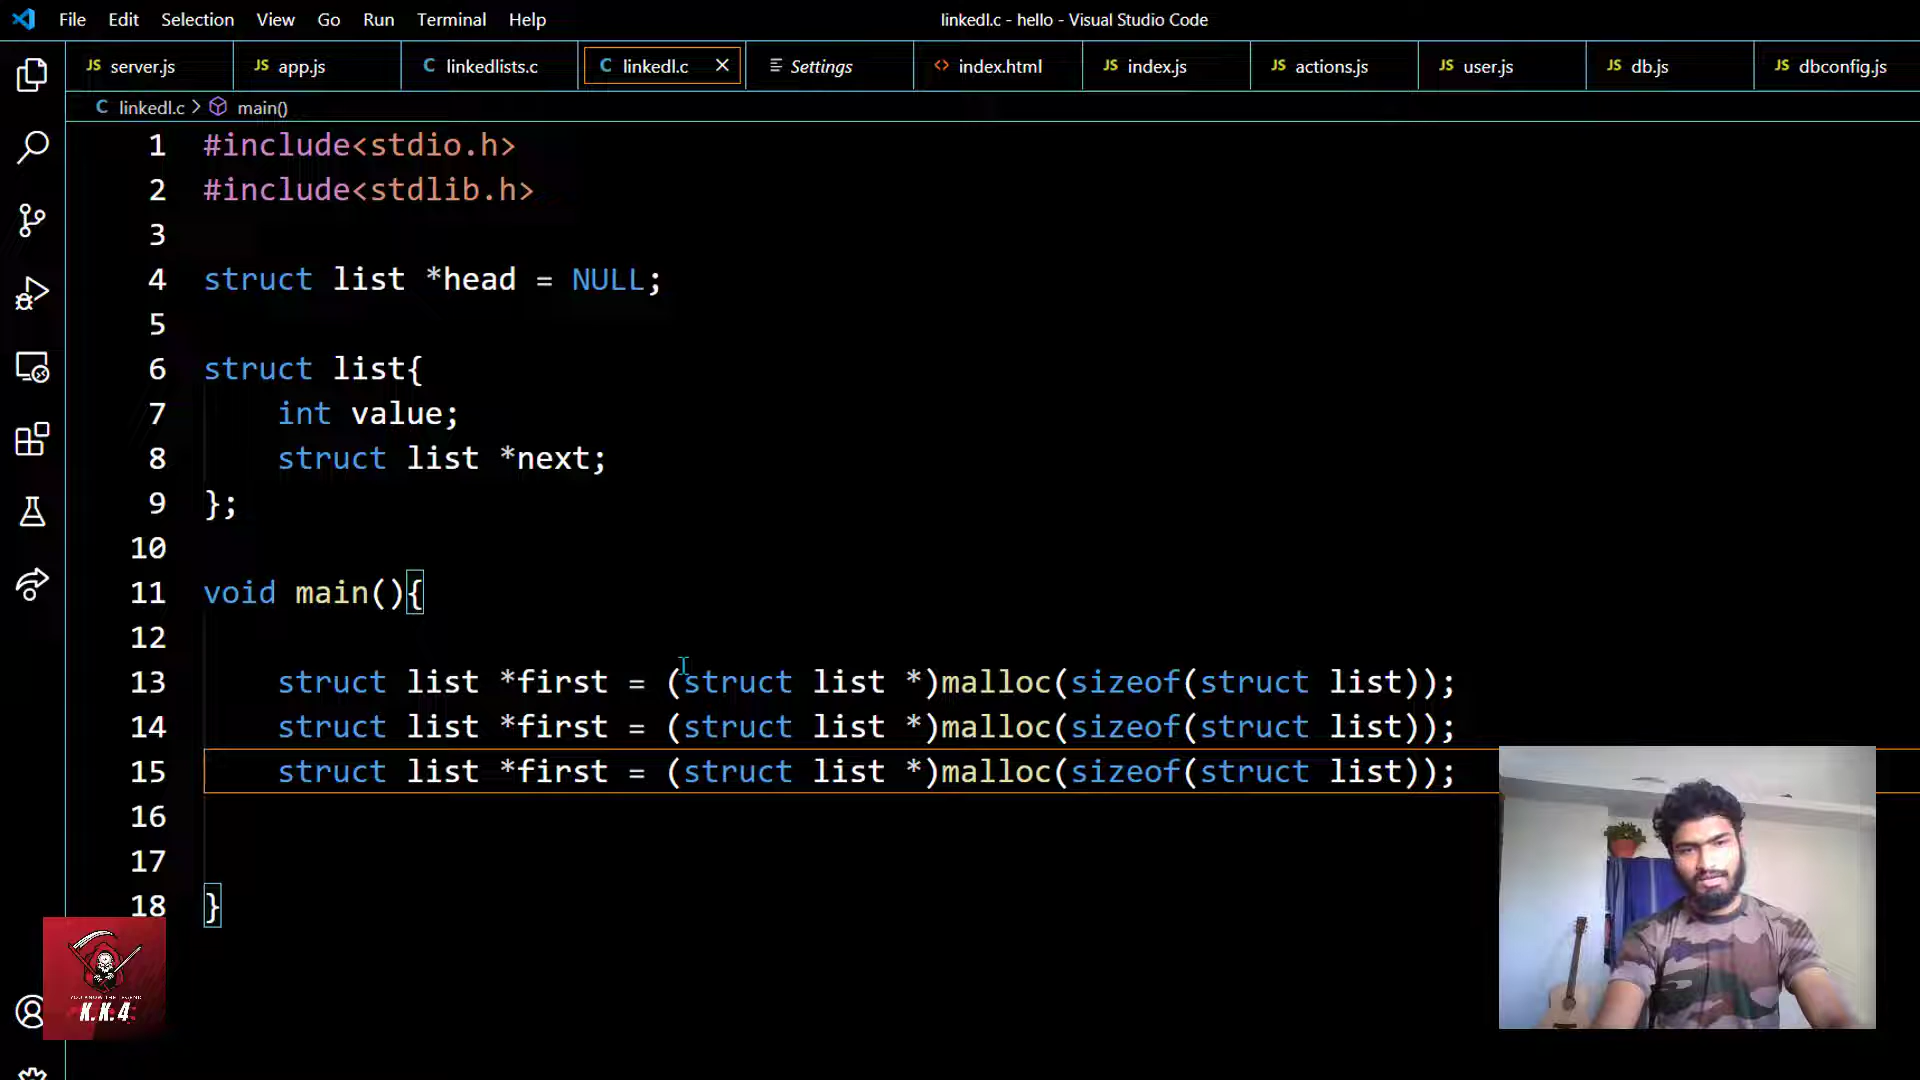 File Edit Selection View Go Run Terminal Help
linkedl.c - hello - Visual Studio Code
JS server.js
JS app.js
C linkedlists.c
C linkedl.c
Settings
<> index.html
JS index.js
JS actions.js
JS user.js
JS db.js
JS dbconfig.js
C linkedl.c > main()
1 #include<stdio.h>
2 #include<stdlib.h>
3
4 struct list *head = NULL;
5
6 struct list{
7 int value;
8 struct list *next;
9 };
10
11 void main(){
12
13 struct list *first = (struct list *)malloc(sizeof(struct list));
14 struct list *first = (struct list *)malloc(sizeof(struct list));
15 struct list *first = (struct list *)malloc(sizeof(struct list));
16
17
18 }
YOU KNOW THE LEGEND
K.K.4